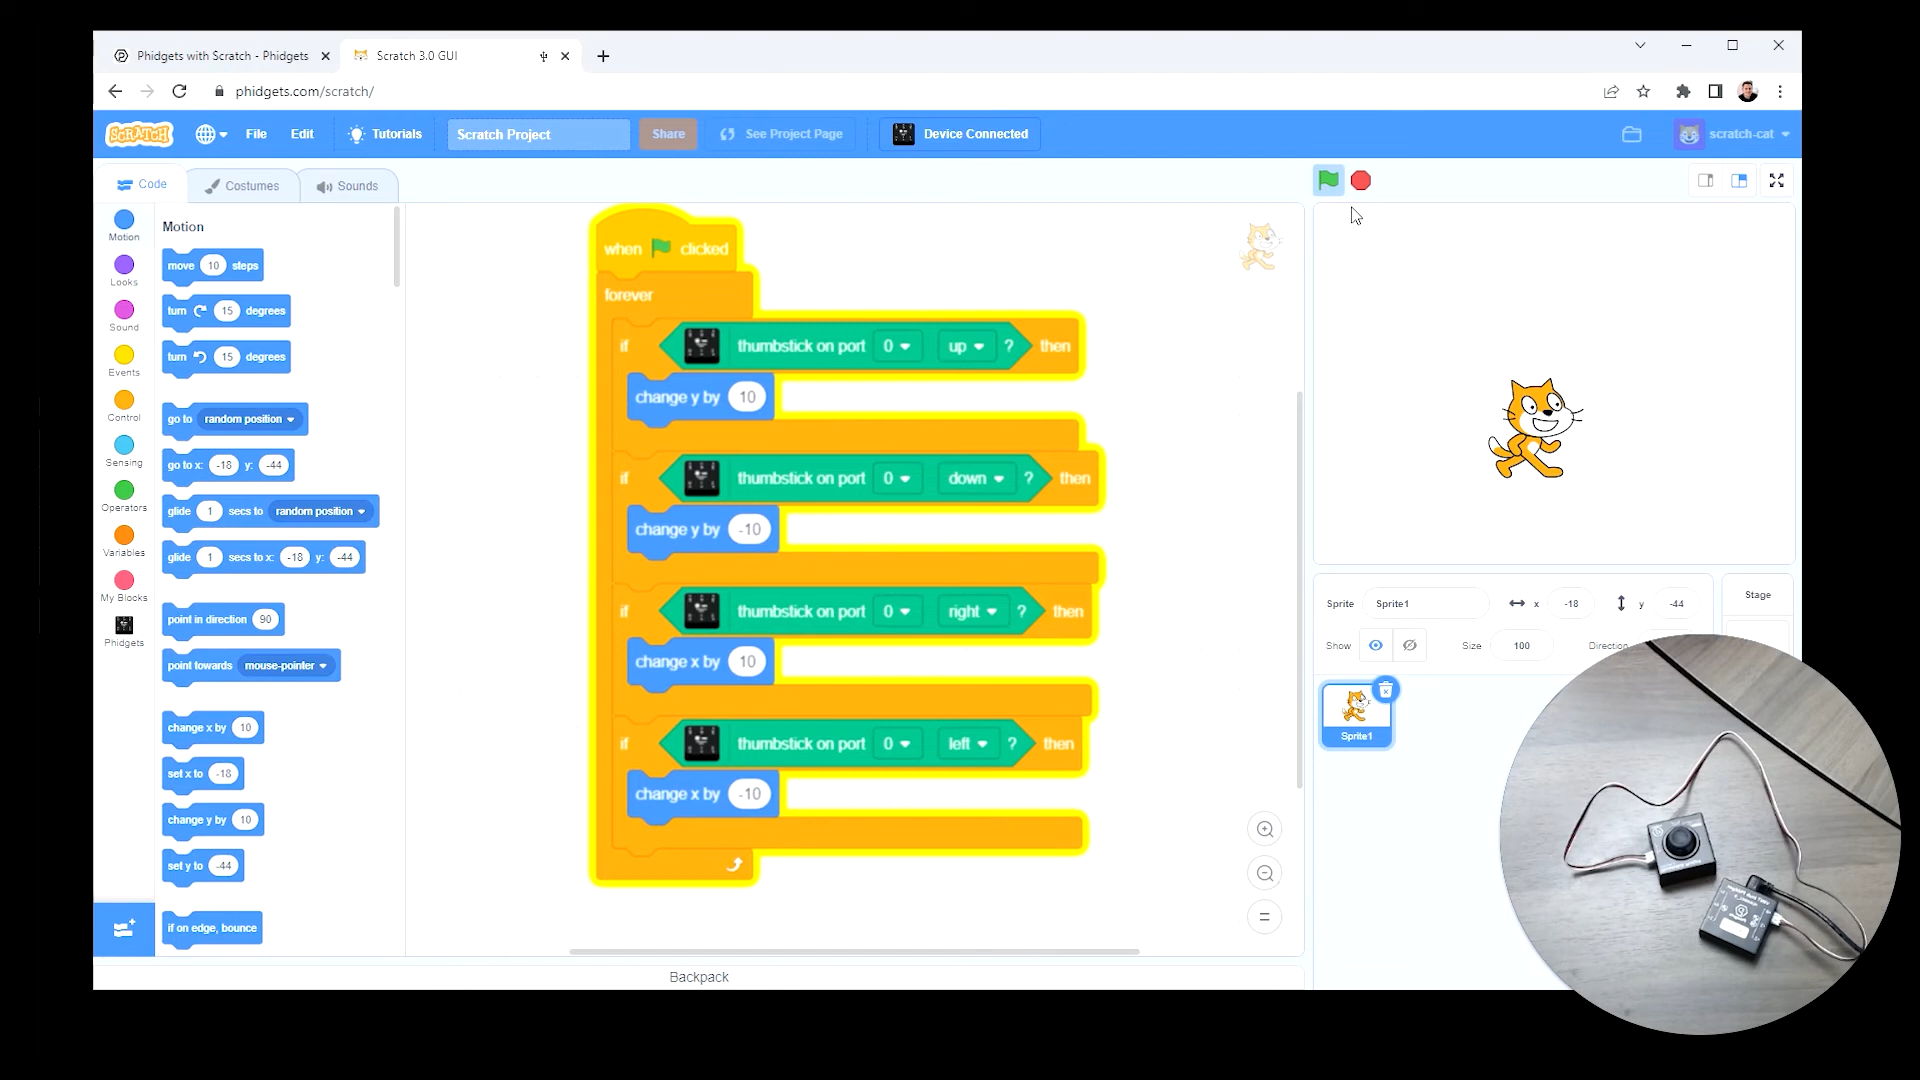 Phidgets with Scratch - Phidgets
Scratch 3.0 GUI
phidgets.com/scratch/
SCRATCH
File
Edit
Tutorials
Scratch Project
Share
See Project Page
Device Connected
scratch-cat
Code
Costumes
Sounds
Motion
Looks
Sound
Events
Control
Sensing
Operators
Variables
My Blocks
Phidgets
Motion
move 10 steps
turn 15 degrees
turn 15 degrees
go to random position
go to x: -18 y: -44
glide 1 secs to random position
glide 1 secs to x: -18 y: -44
point in direction 90
point towards mouse-pointer
change x by 10
set x to -18
change y by 10
set y to -44
if on edge, bounce
when clicked
forever
if thumbstick on port 0 up ? then
change y by 10
if thumbstick on port 0 down ? then
change y by -10
if thumbstick on port 0 right ? then
change x by 10
if thumbstick on port 0 left ? then
change x by -10
Backpack
Sprite Sprite1 x -18 y -44
Show Size 100 Direction
Sprite1
Stage